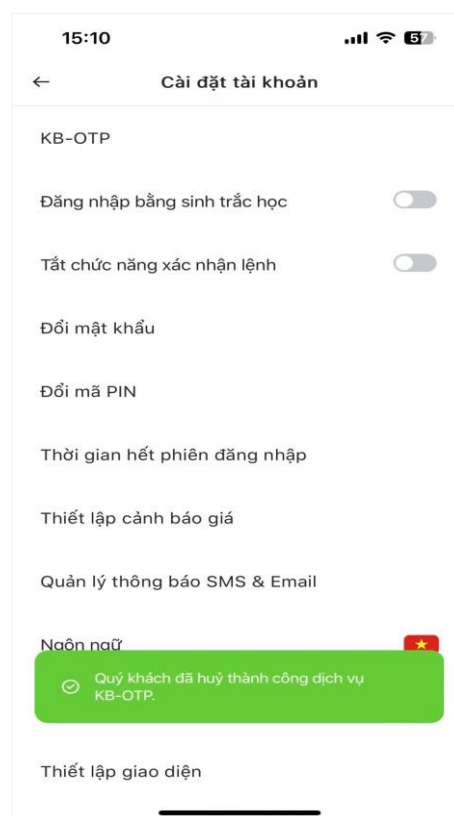 15:10
57
Cài đặt tài khoản
KB-OTP
Đăng nhập bằng sinh trắc học
Tắt chức năng xác nhận lệnh
Đổi mật khẩu
Đổi mã PIN
Thời gian hết phiên đăng nhập
Thiết lập cảnh báo giá
Quản lý thông báo SMS & Email
Ngôn ngữ
Quý khách đã huỷ thành công dịch vụ
KB-OTP.
Thiết lập giao diện